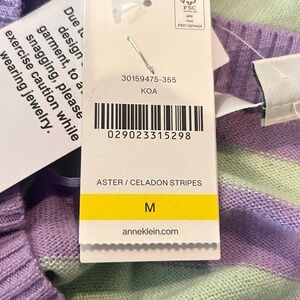 FSC
MIX
30159475-355
KOA
029023315298
ASTER / CELADON STRIPES
M
anneklein.com
Due to
design
garment, to a
snagging, please
exercise caution while
wearing jewelry.